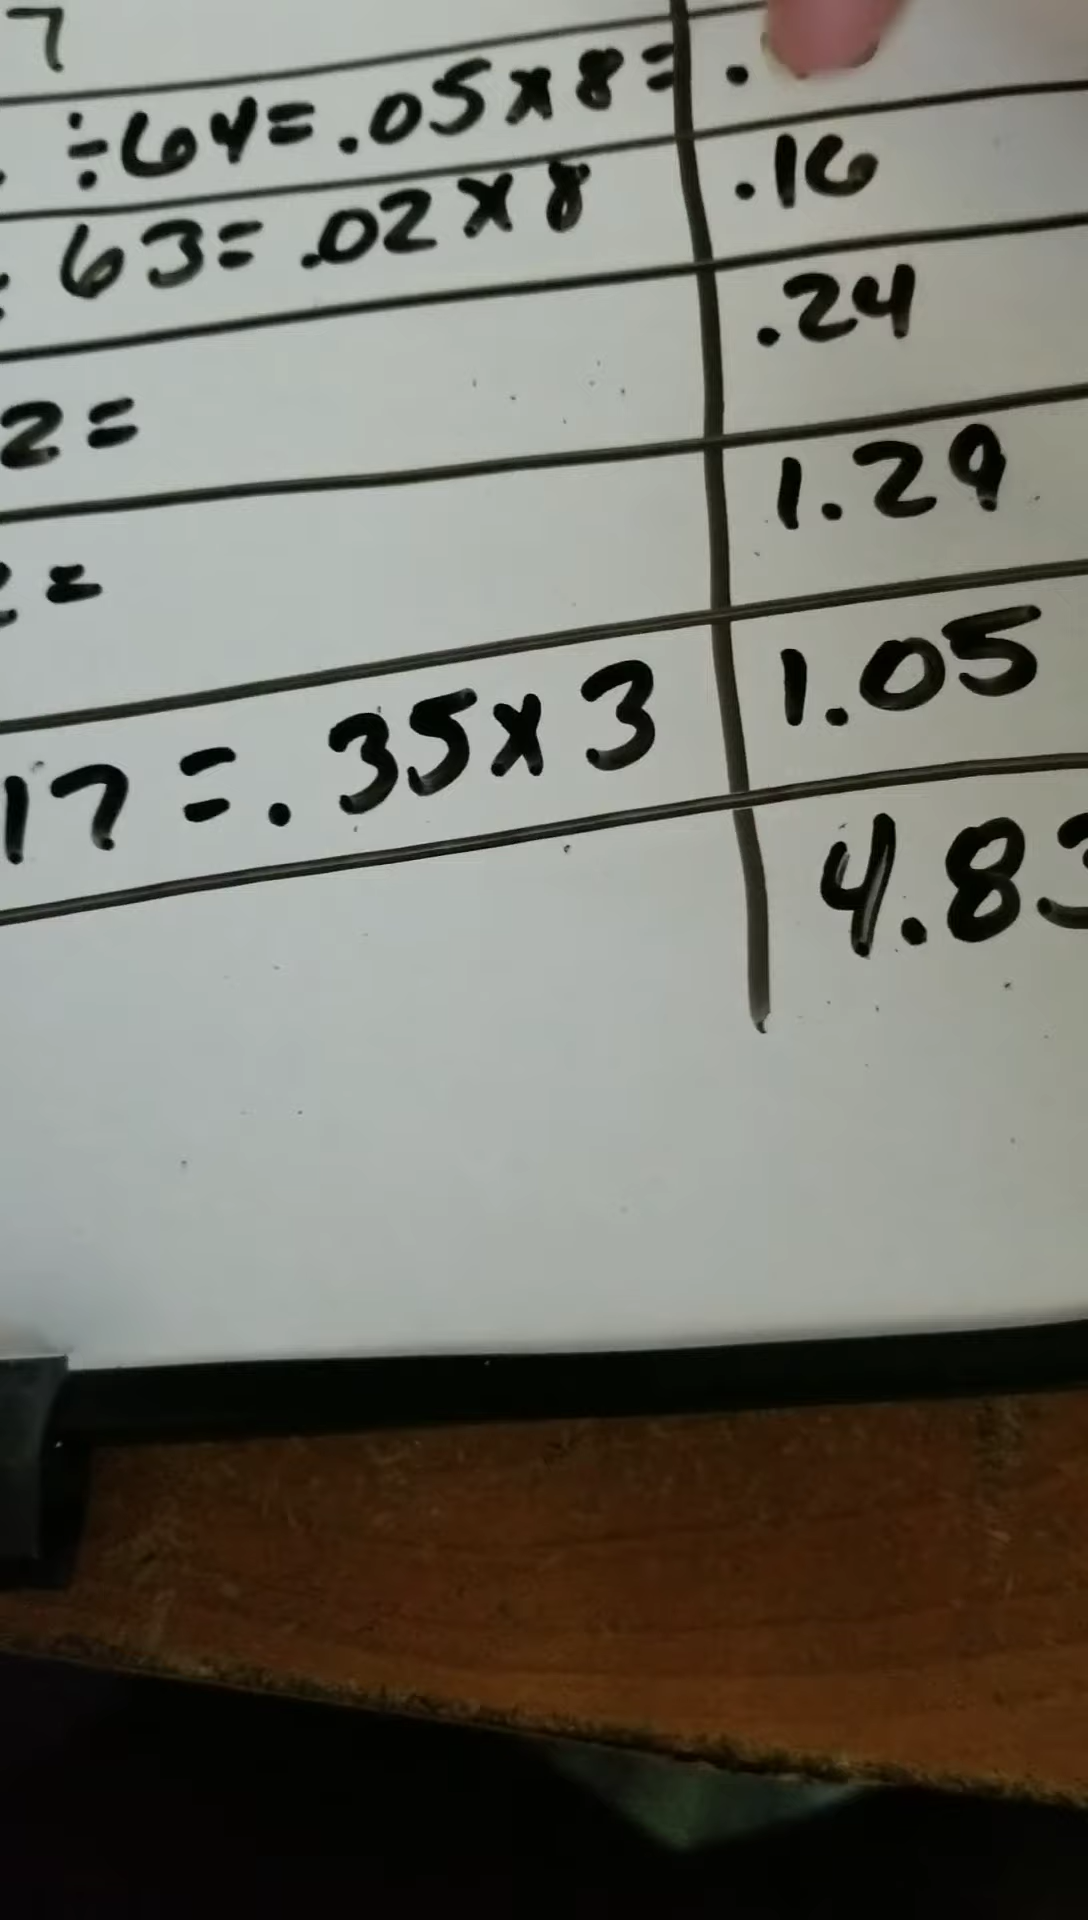 7
÷64=.05x8= .
63= .02x8 .16
.24
2=
1.29
=
17=.35x3 1.05
4.83